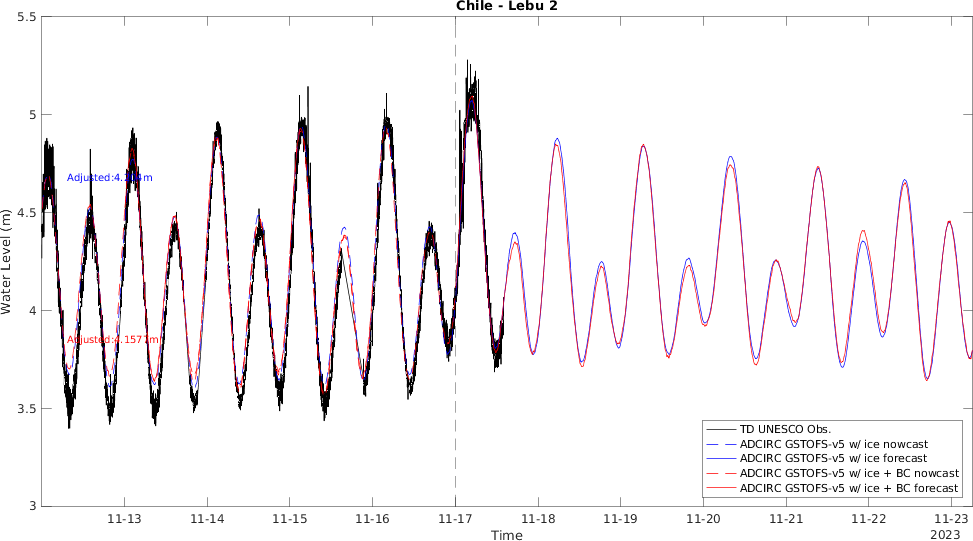 Chile - Lebu 2
5.5
5
4.5
4
3.5
3
Water Level (m)
Adjusted:4.1571m
11-13
11-14
11-15
11-16
11-17
11-18
11-19
11-20
11-21
11-22
11-23
2023
Time
TD UNESCO Obs.
ADCIRC GSTOFS-v5 w/ ice nowcast
ADCIRC GSTOFS-v5 w/ ice forecast
ADCIRC GSTOFS-v5 w/ ice + BC nowcast
ADCIRC GSTOFS-v5 w/ ice + BC forecast